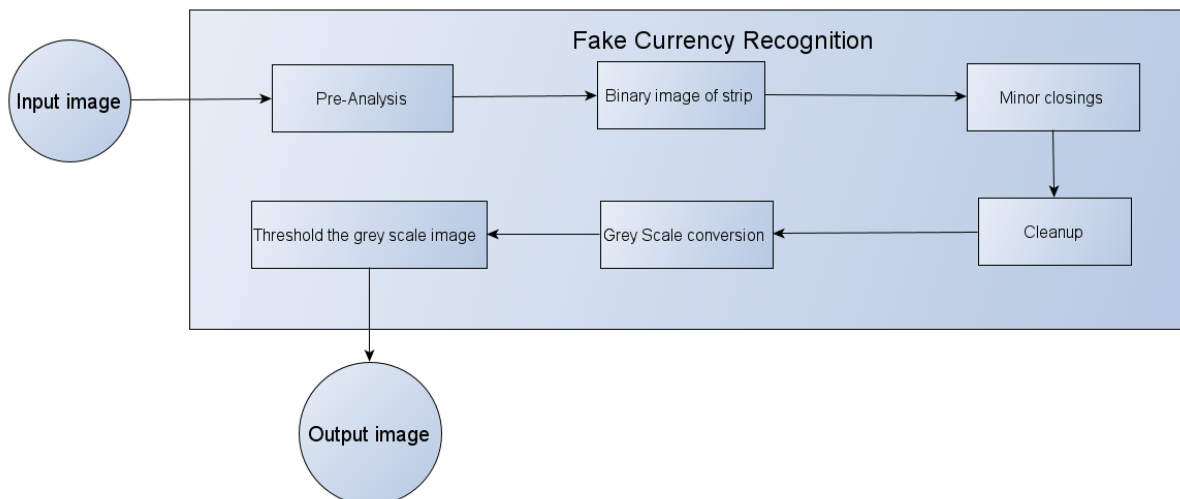 Fake Currency Recognition
Input image
Pre-Analysis
Binary image of strip
Minor closings
Cleanup
Grey Scale conversion
Threshold the grey scale image
Output image